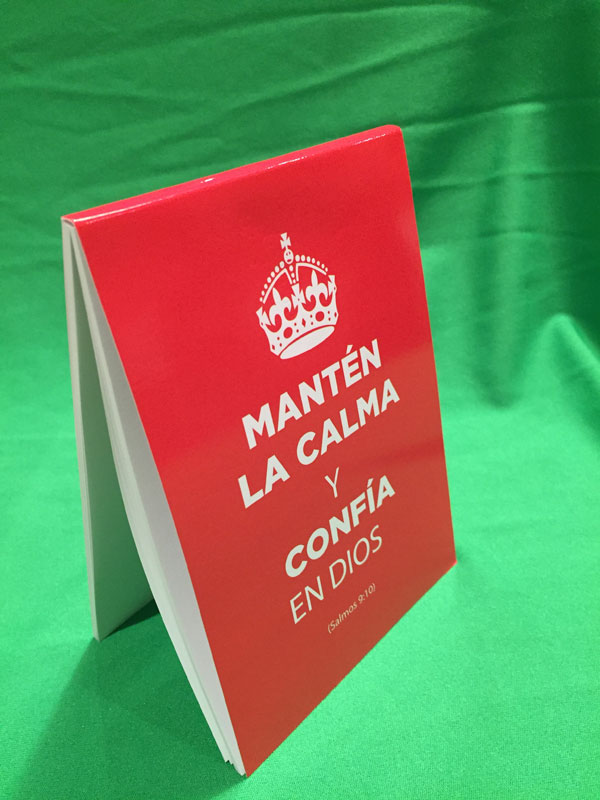 MANTÉN
LA CALMA
Y
CONFÍA
EN DIOS
(Salmos 9:10)